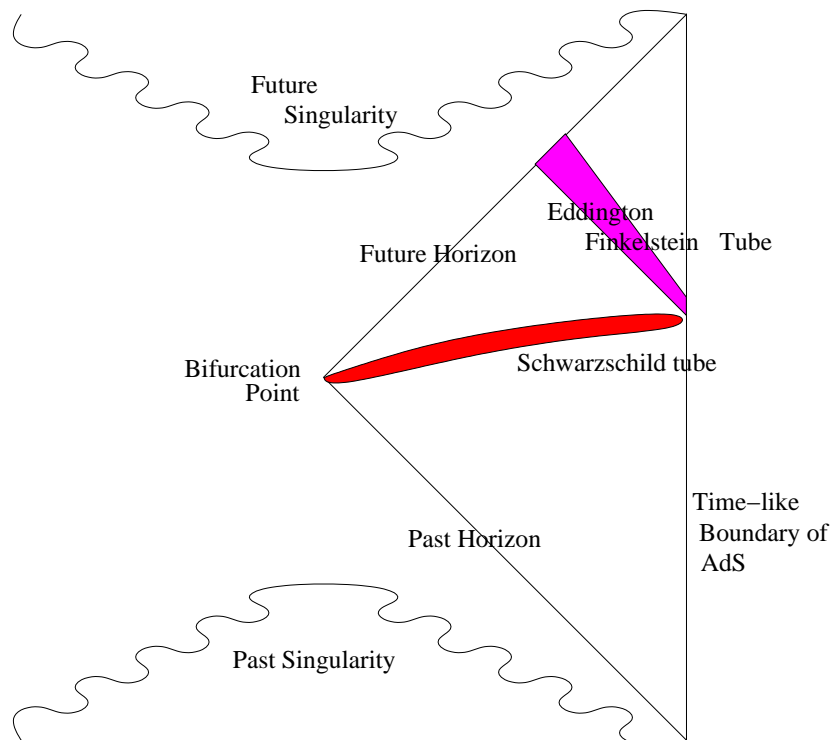 Future
Singularity
Eddington
Finkelstein Tube
Future Horizon
Schwarzschild tube
Bifurcation
Point
Time−like
Boundary of
AdS
Past Horizon
Past Singularity